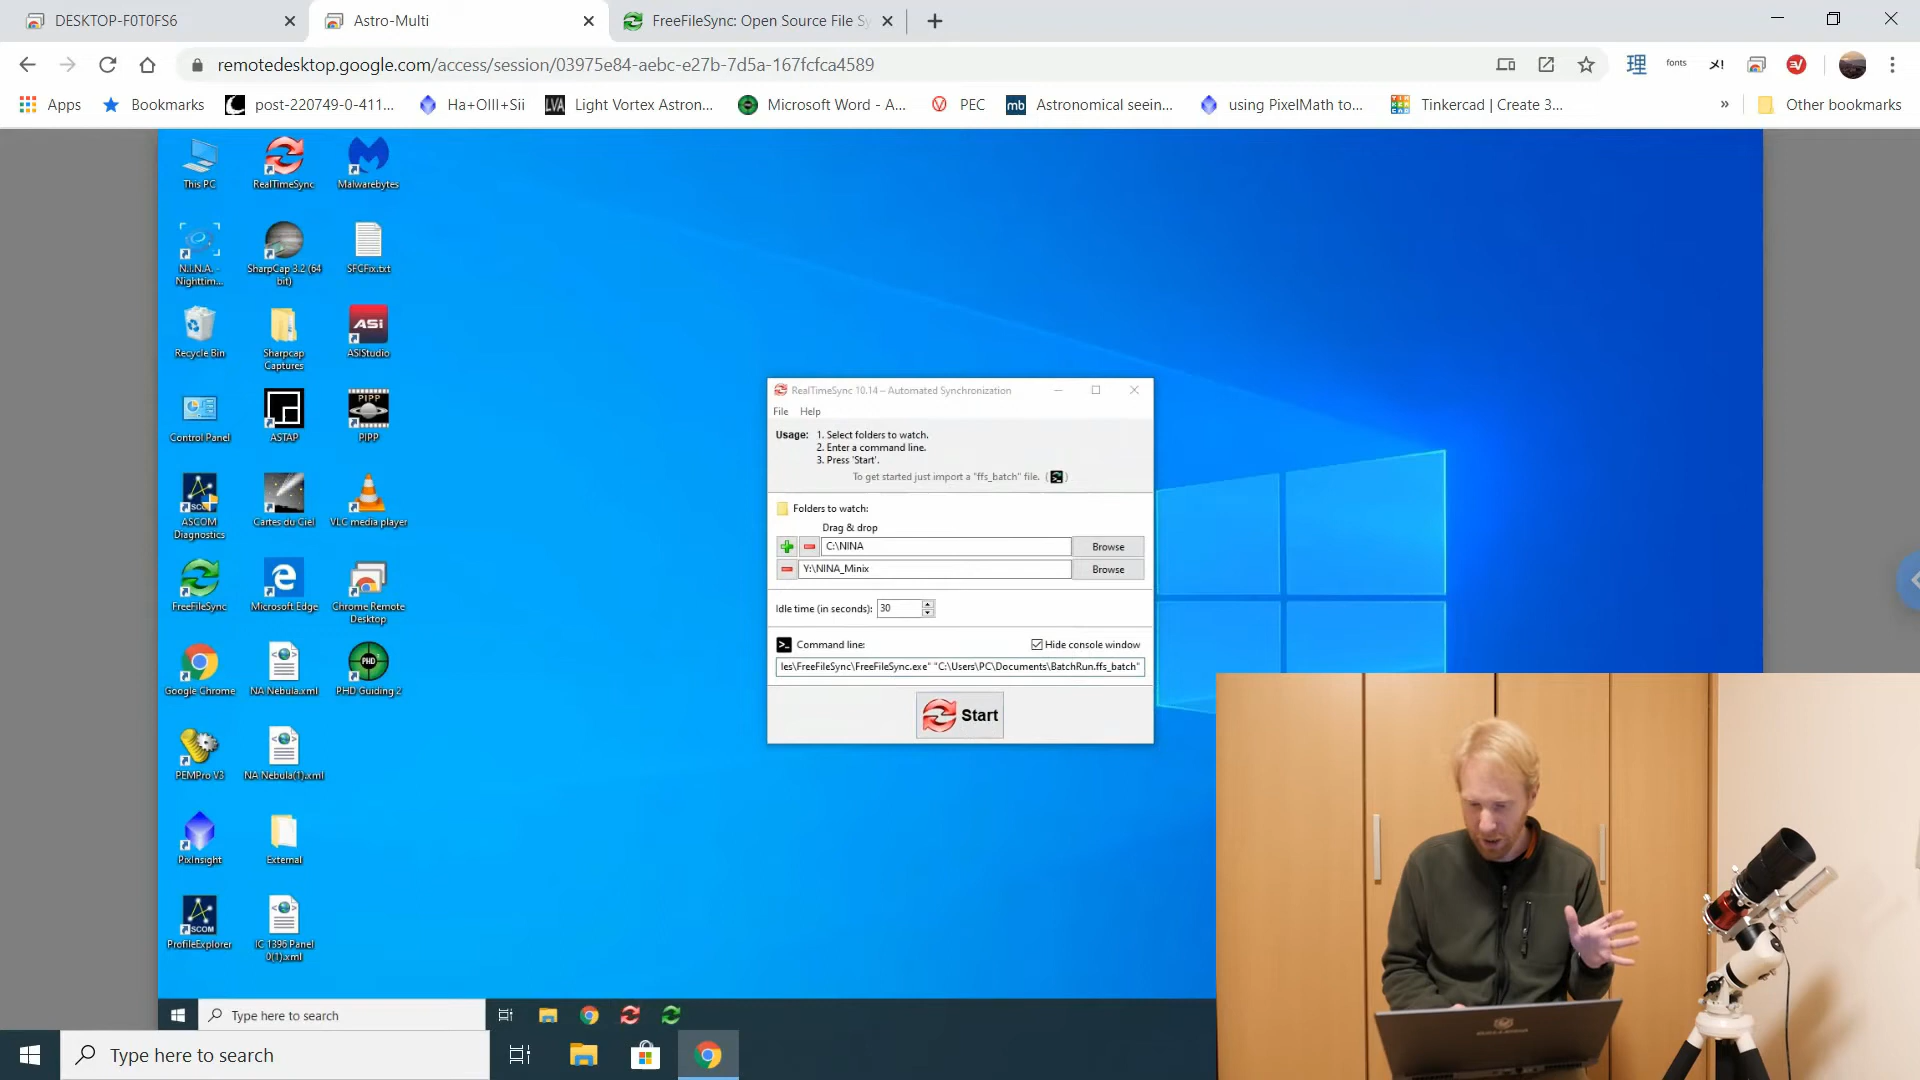 DESKTOP-F0T0FS6
Astro-Multi
FreeFileSync: Open Source File Sy
remotedesktop.google.com/access/session/03975e84-aebc-e27b-7d5a-167fcfca4589
fonts
Apps
Bookmarks
post-220749-0-411...
Ha+OIII+Sii
LVA
Light Vortex Astron...
Microsoft Word - A...
PEC
mb
Astronomical seein...
using PixelMath to...
Tinkercad | Create 3...
»
Other bookmarks
This PC
RealTimeSync
Malwarebytes
N.I.N.A. -
Nighttim...
SharpCap 3.2 (64
bit)
SFCFix.txt
Recycle Bin
Sharpcap
Captures
ASi
ASIStudio
Control Panel
ASTAP
PIPP
PIPP
ASCOM
Diagnostics
Cartes du Ciel
VLC media player
FreeFileSync
Microsoft Edge
Chrome Remote
Desktop
Google Chrome
NA Nebula.xml
PHD
PHD Guiding 2
PEMPro V3
NA Nebula(1).xml
PixInsight
External
ProfileExplorer
IC 1396 Panel
0(1).xml
RealTimeSync 10.14 – Automated Synchronization
File Help
Usage: 1. Select folders to watch.
2. Enter a command line.
3. Press 'Start'.
To get started just import a "ffs_batch" file. ( )
Folders to watch:
Drag & drop
C:\NINA
Browse
Y:\NINA_Minix
Browse
Idle time (in seconds): 30
Command line:
Hide console window
les\FreeFileSync\FreeFileSync.exe" "C:\Users\PC\Documents\BatchRun.ffs_batch"
Start
Type here to search
Type here to search